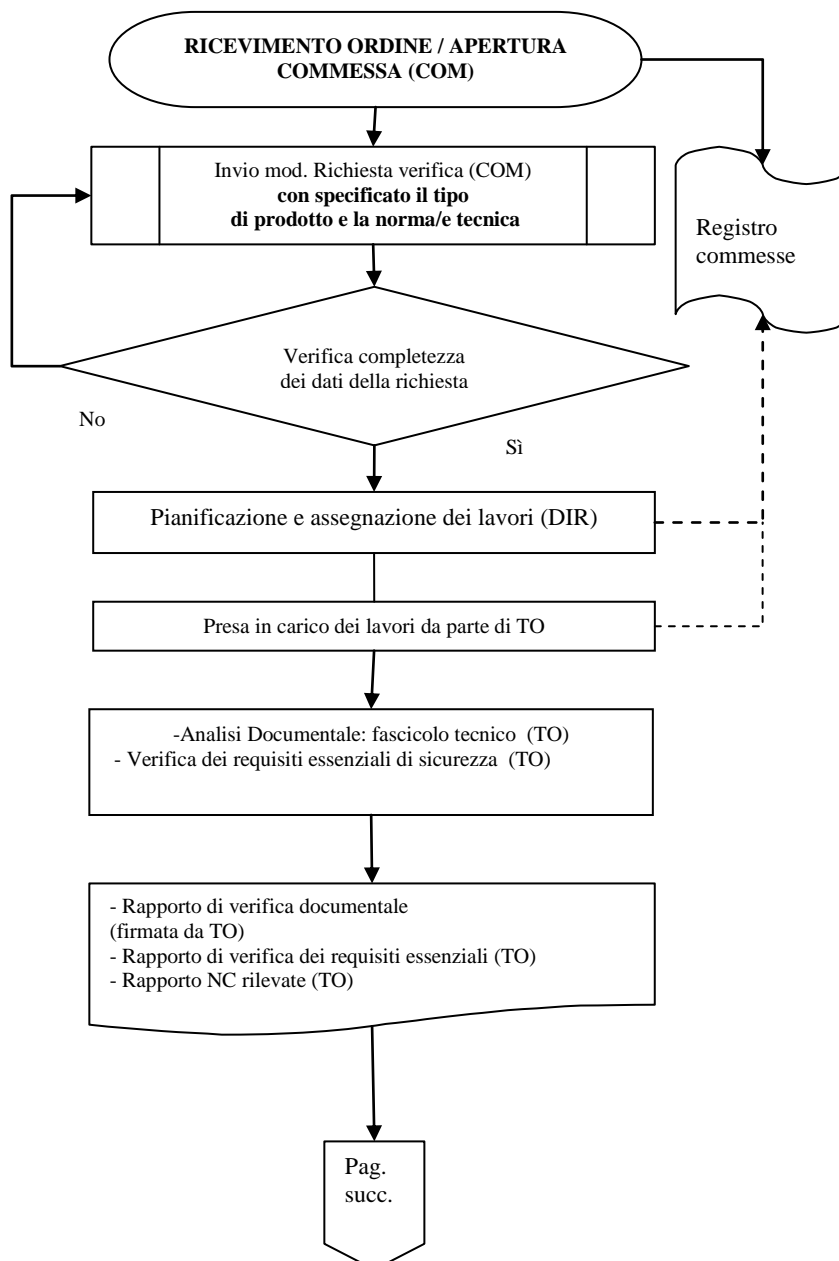 RICEVIMENTO ORDINE / APERTURA
COMMESSA (COM)
Invio mod. Richiesta verifica (COM)
con specificato il tipo
di prodotto e la norma/e tecnica
Registro
commesse
Verifica completezza
dei dati della richiesta
No
Sì
Pianificazione e assegnazione dei lavori (DIR)
Presa in carico dei lavori da parte di TO
-Analisi Documentale: fascicolo tecnico (TO)
- Verifica dei requisiti essenziali di sicurezza (TO)
- Rapporto di verifica documentale
(firmata da TO)
- Rapporto di verifica dei requisiti essenziali (TO)
- Rapporto NC rilevate (TO)
Pag.
succ.